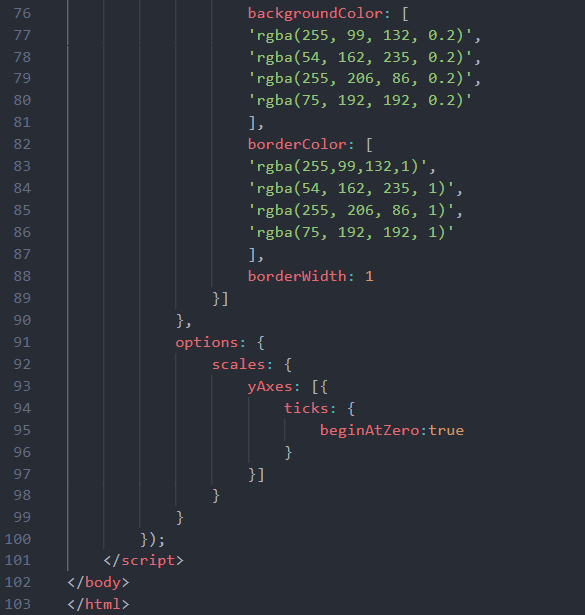 76 backgroundColor: [
77 'rgba(255, 99, 132, 0.2)',
78 'rgba(54, 162, 235, 0.2)',
79 'rgba(255, 206, 86, 0.2)',
80 'rgba(75, 192, 192, 0.2)'
81 ],
82 borderColor: [
83 'rgba(255,99,132,1)',
84 'rgba(54, 162, 235, 1)',
85 'rgba(255, 206, 86, 1)',
86 'rgba(75, 192, 192, 1)'
87 ],
88 borderWidth: 1
89 }]
90 },
91 options: {
92 scales: {
93 yAxes: [{
94 ticks: {
95 beginAtZero:true
96 }
97 }]
98 }
99 }
100 });
101 </script>
102 </body>
103 </html>